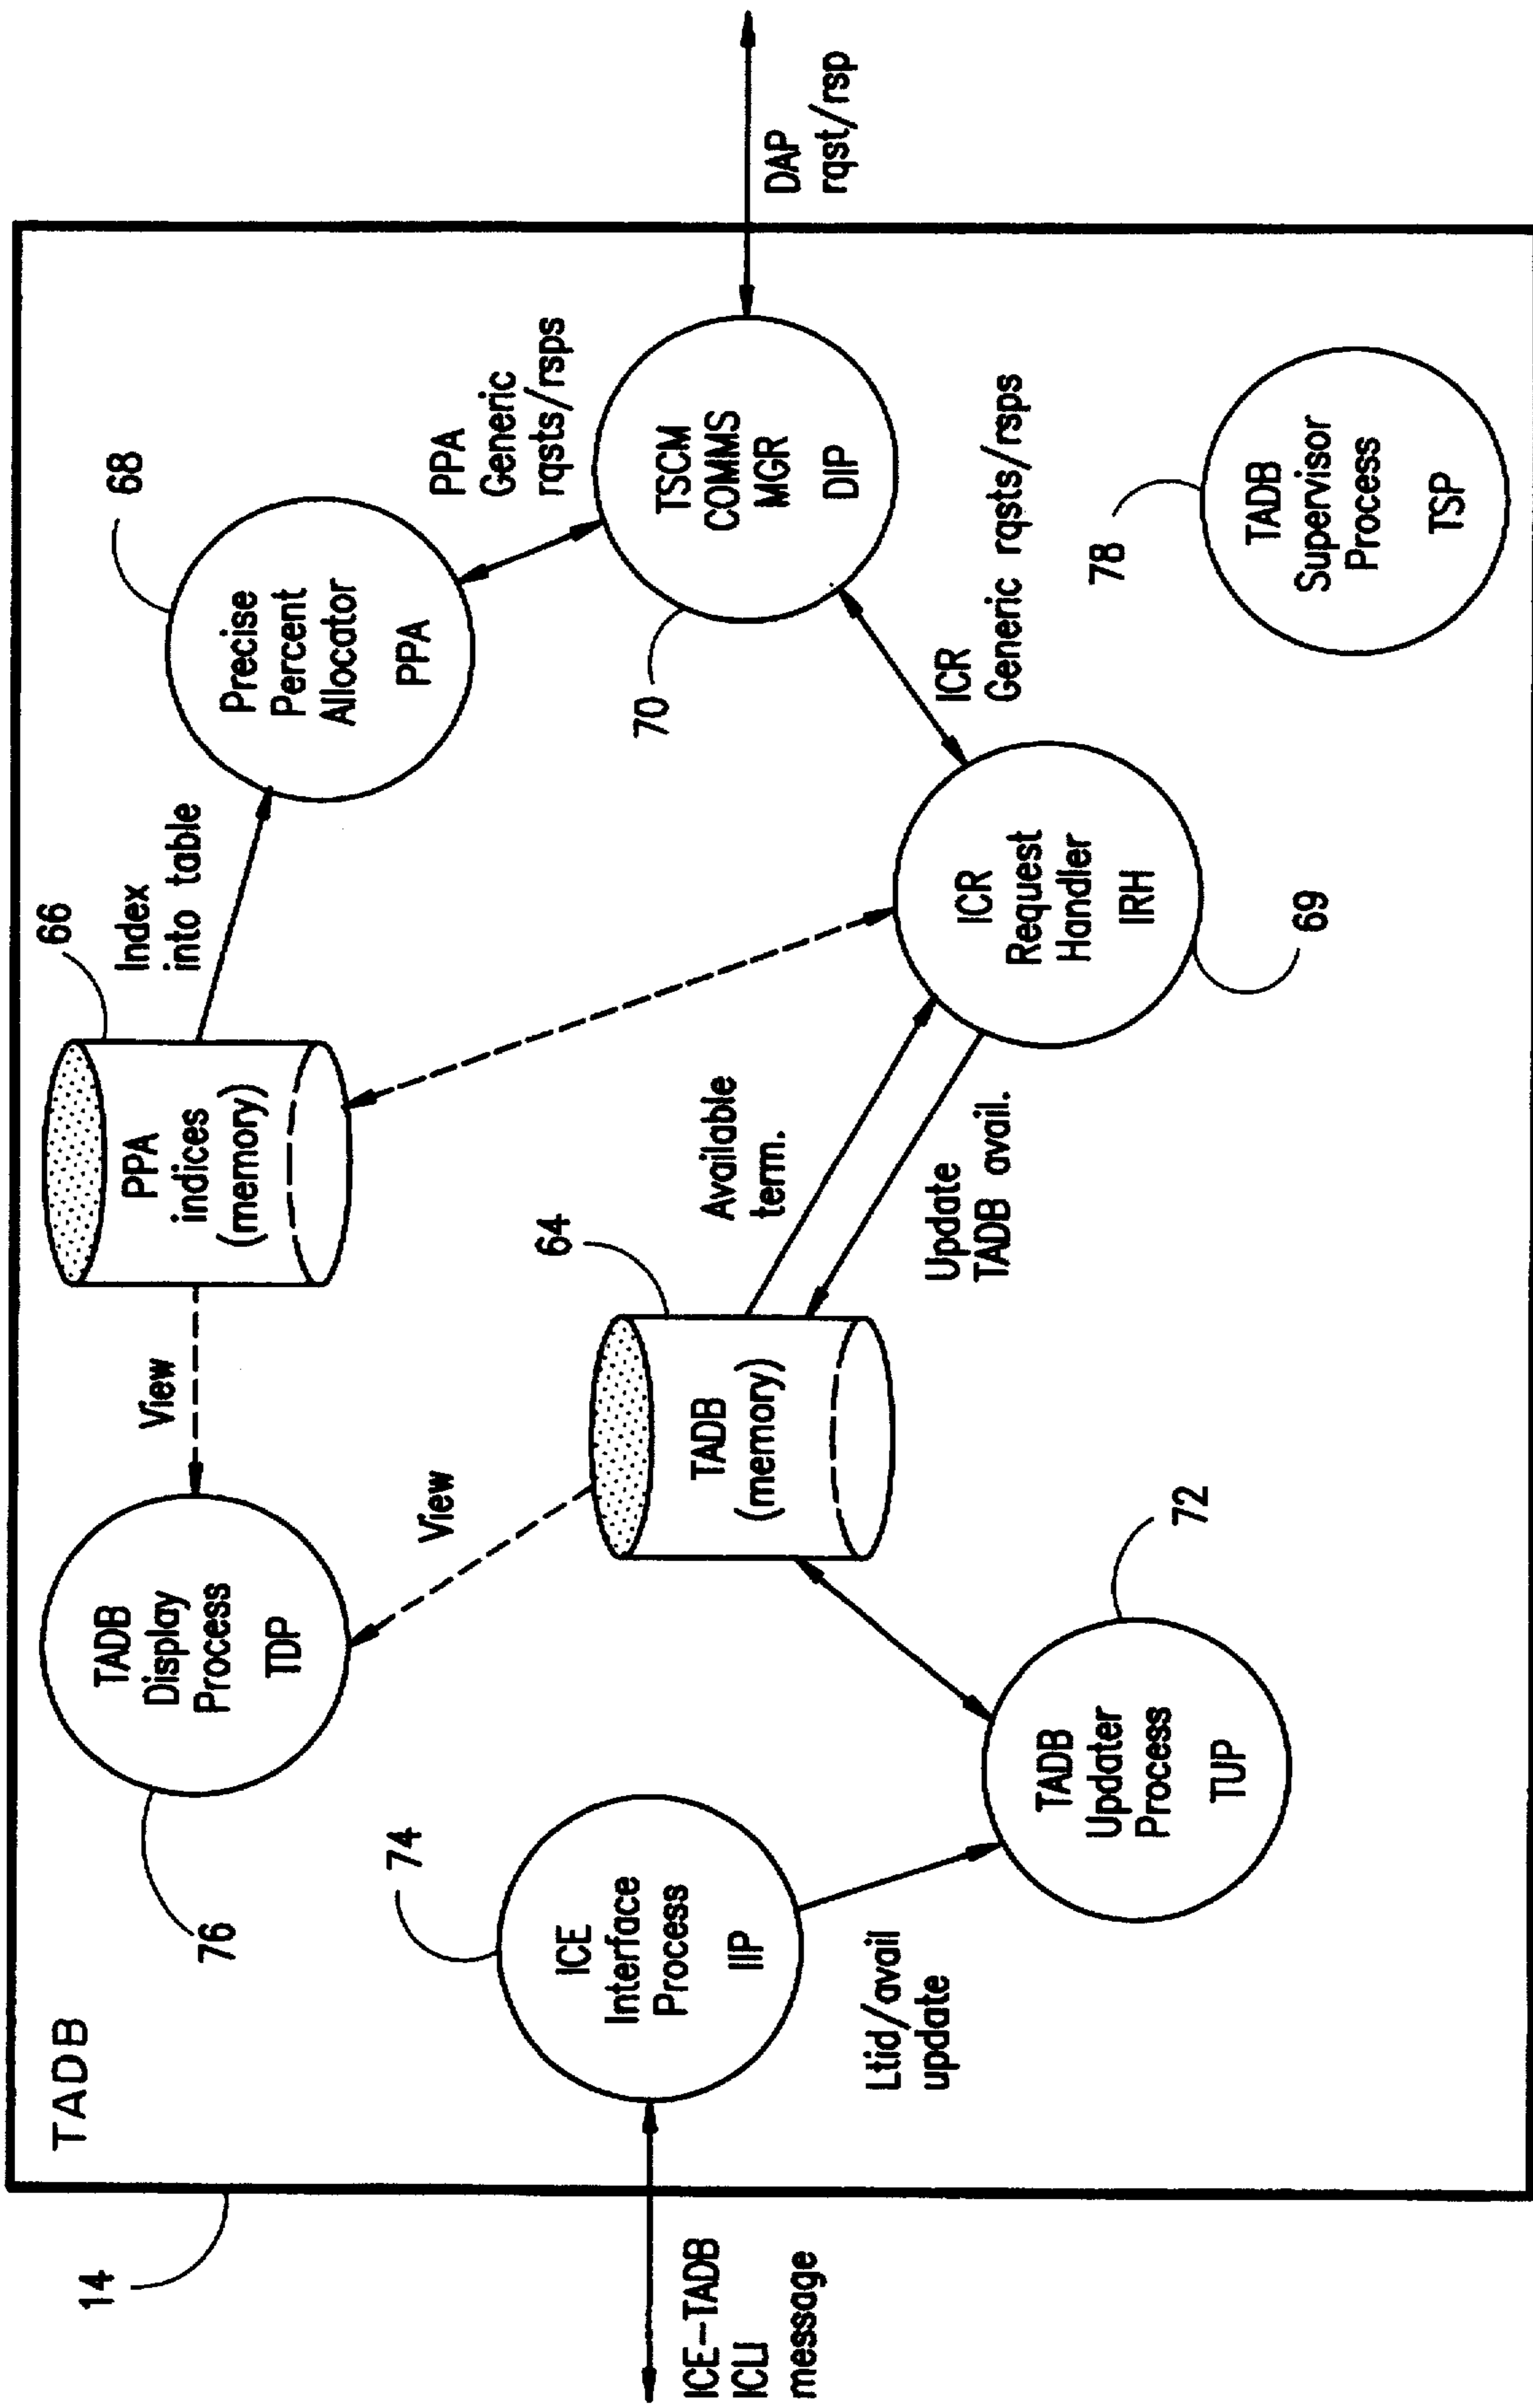 TADB
14
ICE-TADB
ICLI
message
74
ICE
Interface
Process
IIP
Ltid/avail
update
76
TADB
Display
Process
TDP
View
View
72
TADB
Updater
Process
TUP
64
TADB
(memory)
66
PPA
indices
(memory)
Index
into table
Available
term.
Update
TADB avail.
68
Precise
Percent
Allocator
PPA
PPA
Generic
rqsts/rsps
70
TSCM
COMMS
MGR
DIP
DAP
rqst/rsp
ICR
Generic rqsts/rsps
69
ICR
Request
Handler
IRH
78
TADB
Supervisor
Process
TSP